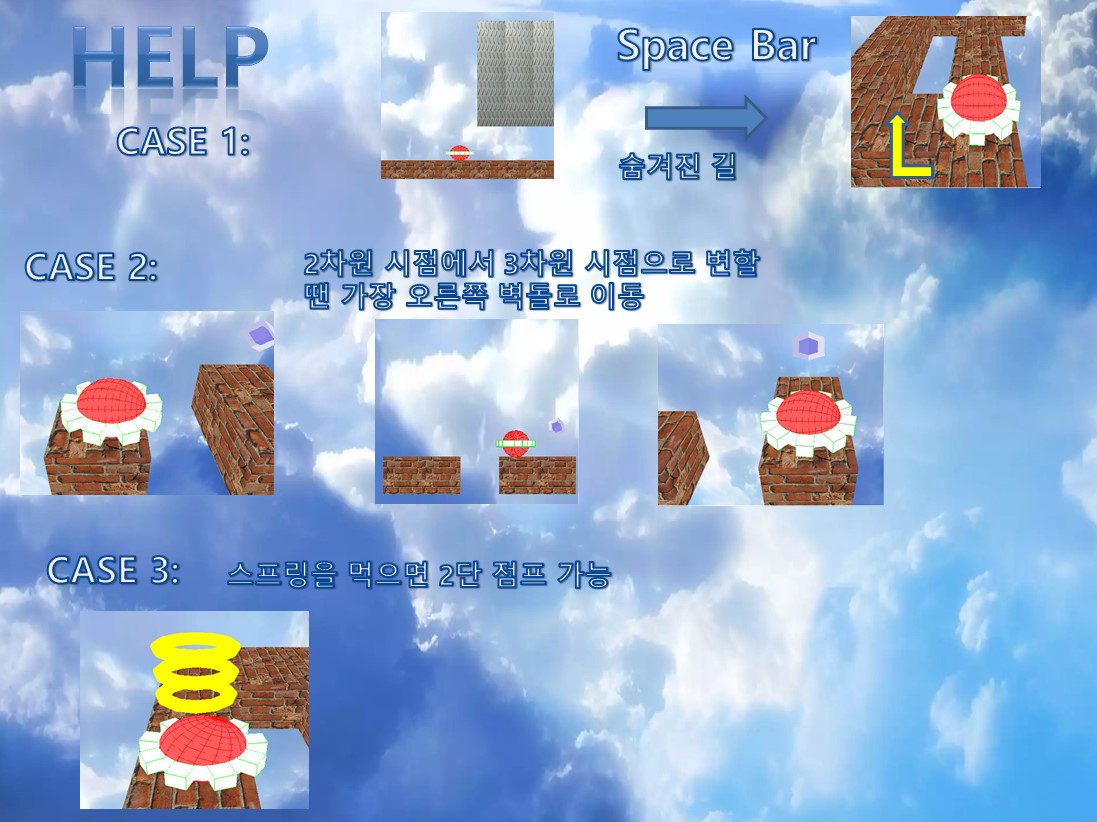 HELP
Space Bar
CASE 1:
숨겨진 길
CASE 2:
2차원 시점에서 3차원 시점으로 변할
땐 가장 오른쪽 벽돌로 이동
CASE 3:
스프링을 먹으면 2단 점프 가능